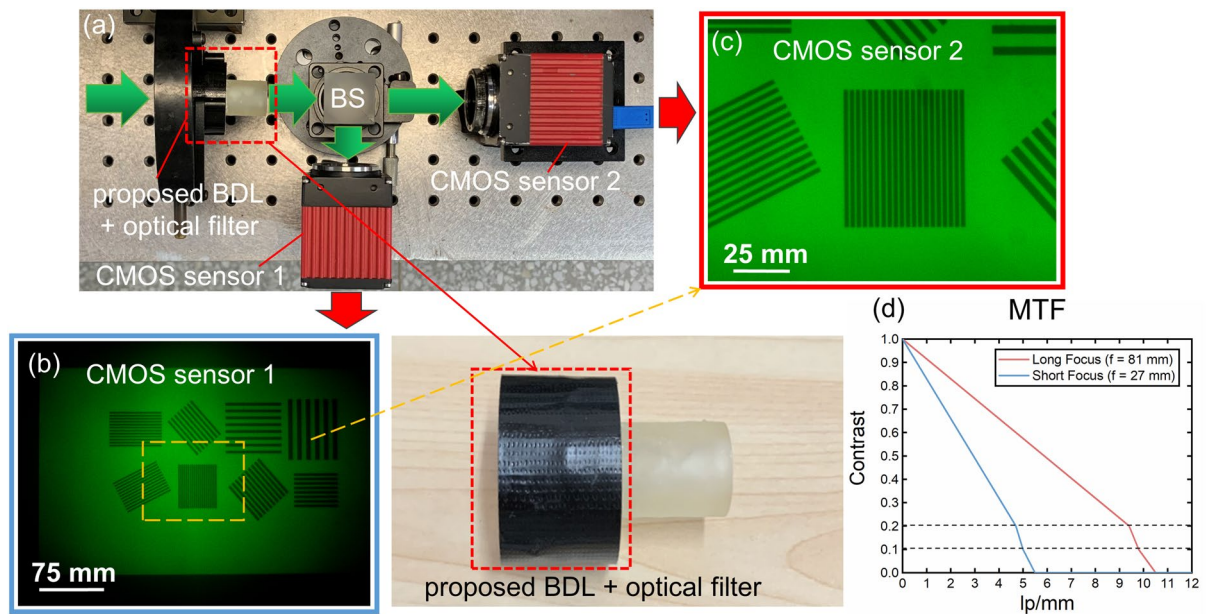 (a)
BS
proposed BDL
+ optical filter
CMOS sensor 2
CMOS sensor 1
(c)
CMOS sensor 2
25 mm
(b)
CMOS sensor 1
75 mm
proposed BDL + optical filter
(d)
MTF
Long Focus (f = 81 mm)
Short Focus (f = 27 mm)
Contrast
1.0
0.9
0.8
0.7
0.6
0.5
0.4
0.3
0.2
0.1
0.0
0 1 2 3 4 5 6 7 8 9 10 11 12
lp/mm